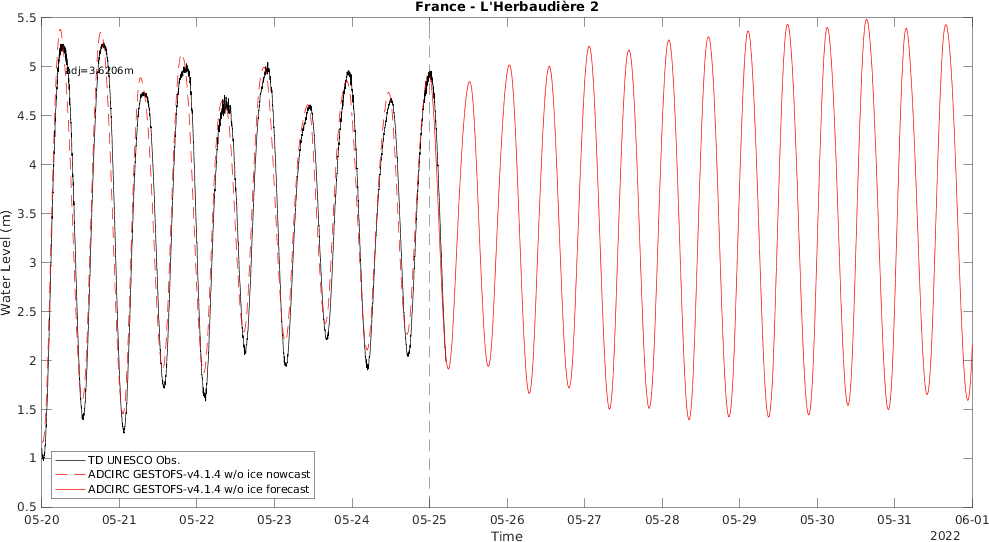 France - L'Herbaudière 2
adj=3.6206m
Water Level (m)
5.5
5
4.5
4
3.5
3
2.5
2
1.5
1
0.5
TD UNESCO Obs.
ADCIRC GESTOFS-v4.1.4 w/o ice nowcast
ADCIRC GESTOFS-v4.1.4 w/o ice forecast
05-20 05-21 05-22 05-23 05-24 05-25 05-26 05-27 05-28 05-29 05-30 05-31 06-01
Time
2022